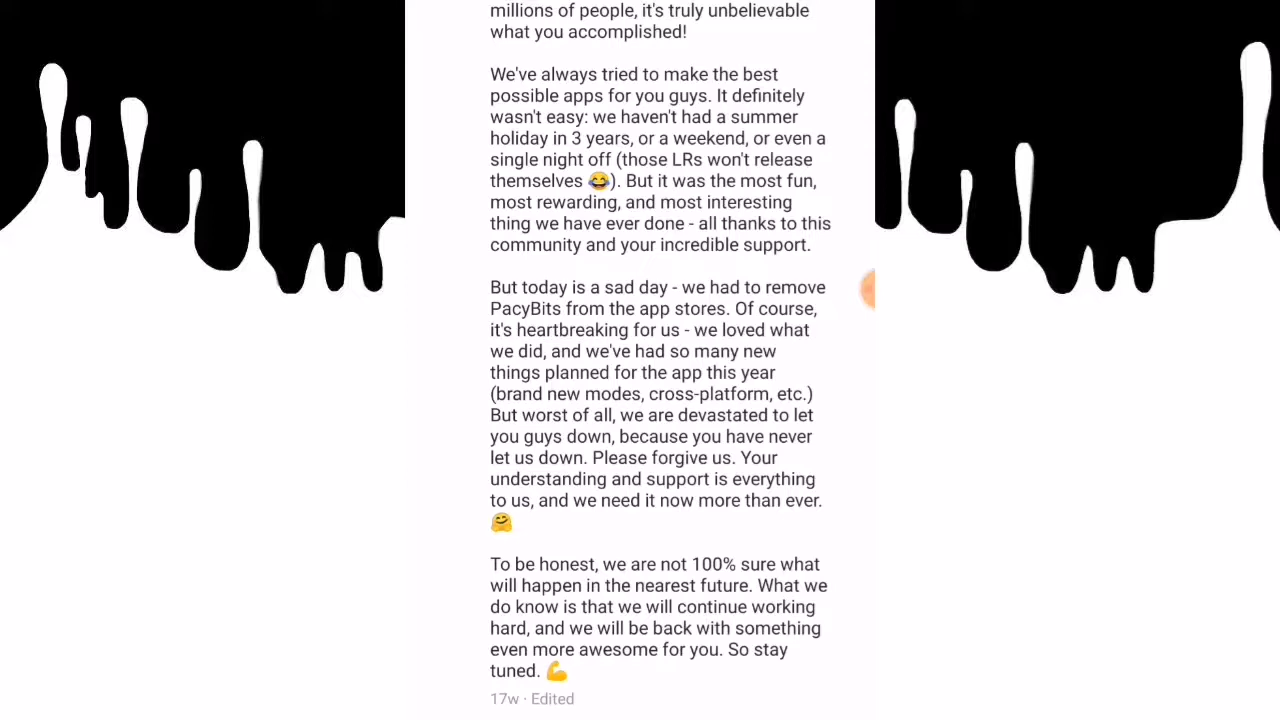 millions of people, it's truly unbelievable
what you accomplished!
We've always tried to make the best
possible apps for you guys. It definitely
wasn't easy: we haven't had a summer
holiday in 3 years, or a weekend, or even a
single night off (those LRs won't release
themselves 😂). But it was the most fun,
most rewarding, and most interesting
thing we have ever done - all thanks to this
community and your incredible support.
But today is a sad day - we had to remove
PacyBits from the app stores. Of course,
it's heartbreaking for us - we loved what
we did, and we've had so many new
things planned for the app this year
(brand new modes, cross-platform, etc.)
But worst of all, we are devastated to let
you guys down, because you have never
let us down. Please forgive us. Your
understanding and support is everything
to us, and we need it now more than ever.
🤗
To be honest, we are not 100% sure what
will happen in the nearest future. What we
do know is that we will continue working
hard, and we will be back with something
even more awesome for you. So stay
tuned. 💪
17w · Edited